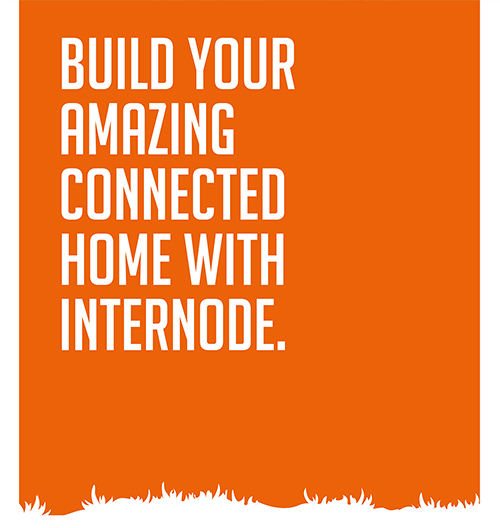 BUILD YOUR
AMAZING
CONNECTED
HOME WITH
INTERNODE.